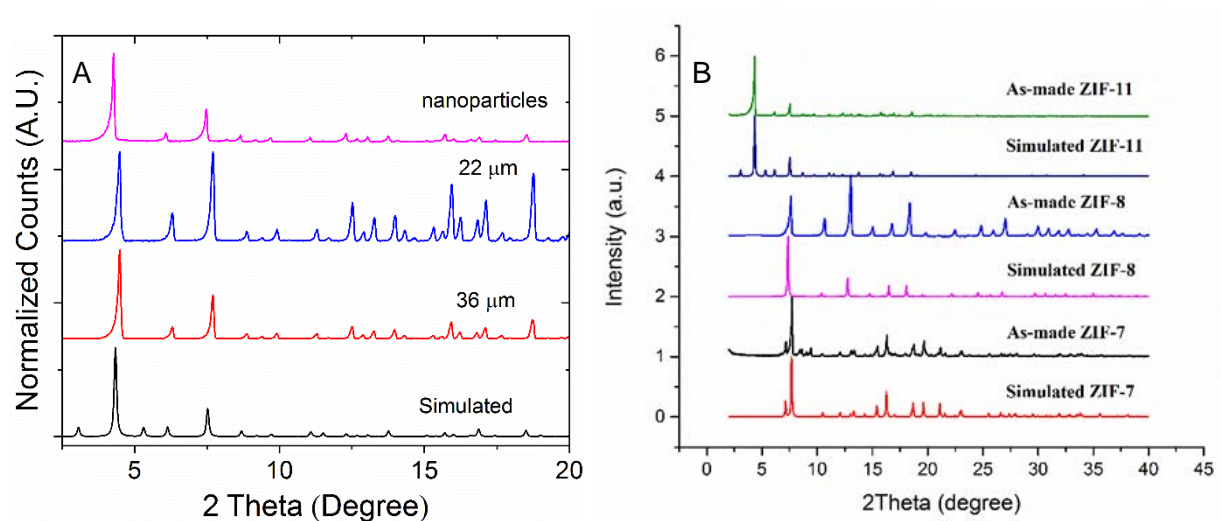 A
Normalized Counts (A.U.)
nanoparticles
22 μm
36 μm
Simulated
5 10 15 20
2 Theta (Degree)
B
Intensity (a.u.)
6
5
4
3
2
1
0
As-made ZIF-11
Simulated ZIF-11
As-made ZIF-8
Simulated ZIF-8
As-made ZIF-7
Simulated ZIF-7
0 5 10 15 20 25 30 35 40 45
2Theta (degree)